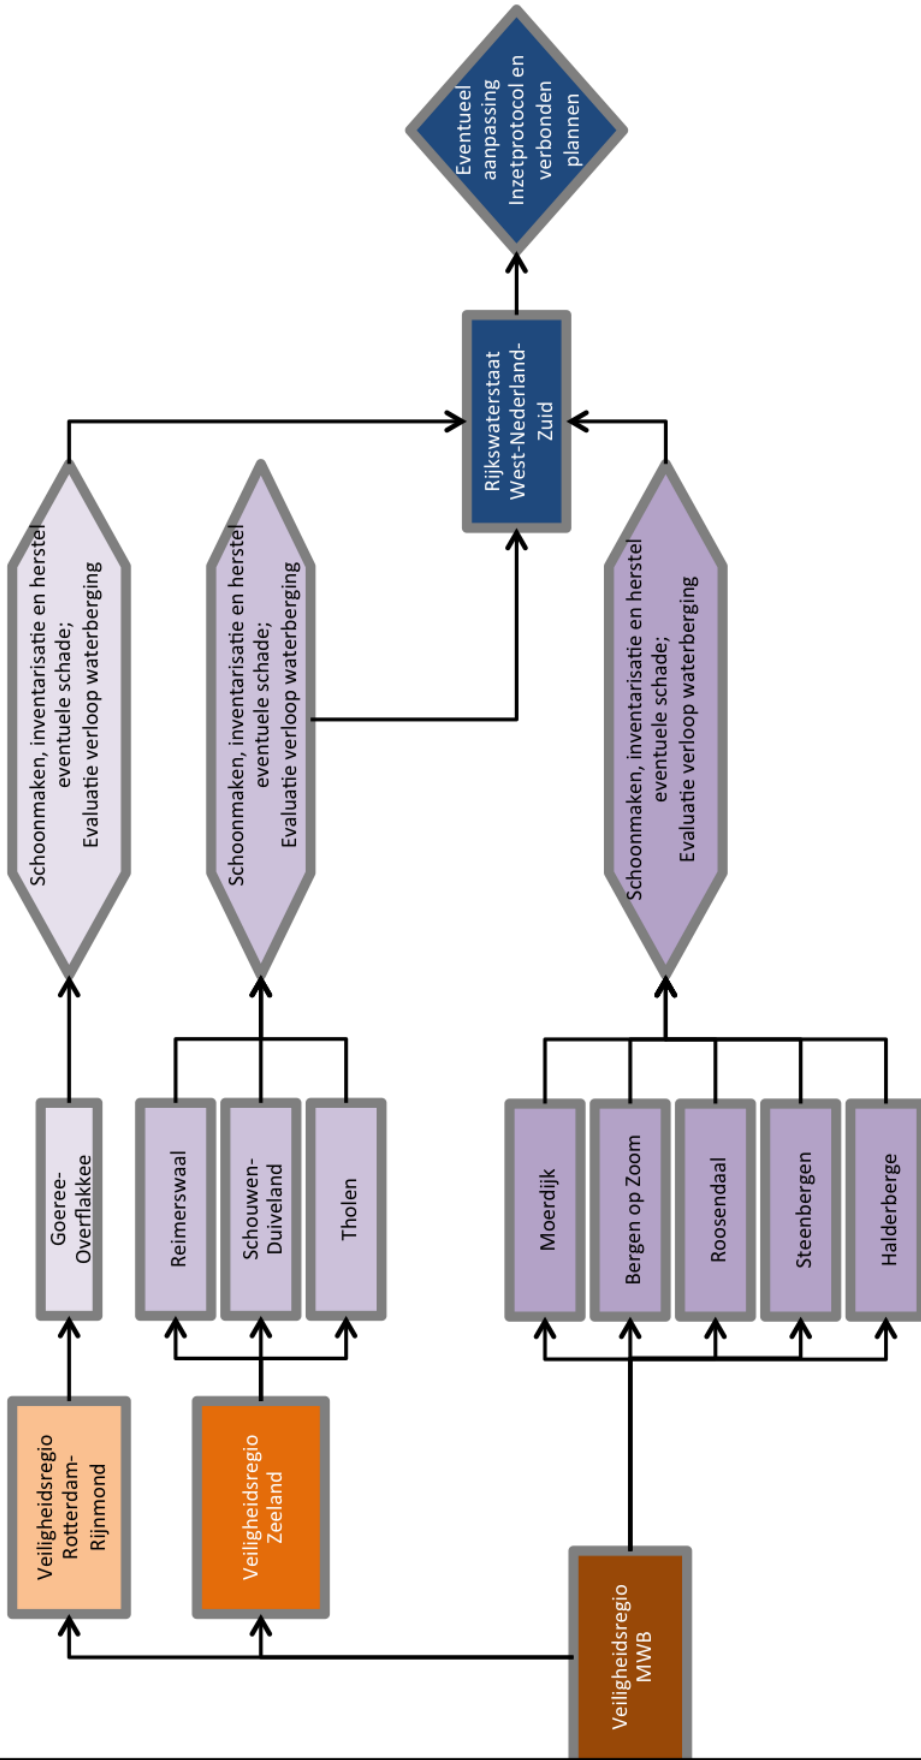 Veiligheidsregio
Rotterdam-
Rijnmond
Goeree-
Overflakkee
Schoonmaken, inventarisatie en herstel
eventuele schade;
Evaluatie verloop waterberging
Veiligheidsregio
Zeeland
Reimerswaal
Schouwen-
Duiveland
Tholen
Schoonmaken, inventarisatie en herstel
eventuele schade;
Evaluatie verloop waterberging
Rijkswaterstaat
West-Nederland-
Zuid
Eventueel
aanpassing
Inzetprotocol en
verbonden
plannen
Veiligheidsregio
MWB
Moerdijk
Bergen op Zoom
Roosendaal
Steenbergen
Halderberge
Schoonmaken, inventarisatie en herstel
eventuele schade;
Evaluatie verloop waterberging